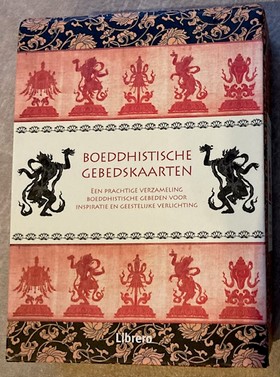 BOEDDHISTISCHE
GEBEDSKAARTEN
EEN PRACHTIGE VERZAMELING
BOEDDHISTISCHE GEBEDEN VOOR
INSPIRATIE EN GEESTELIJKE VERLICHTING
Librero